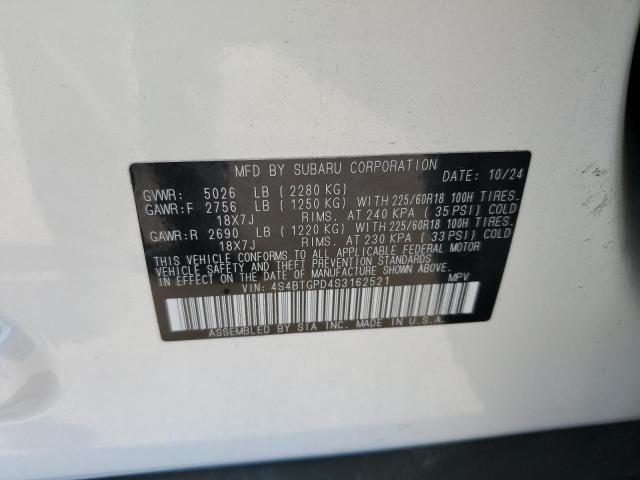 MFD BY SUBARU CORPORATION DATE: 10/24
GVWR: 5026 LB (2280 KG)
GAWR:F 2756 LB (1250 KG) WITH 225/60R18 100H TIRES.
18X7J RIMS. AT 240 KPA (35 PSI) COLD
GAWR:R 2690 LB (1220 KG) WITH 225/60R18 100H TIRES.
18X7J RIMS. AT 230 KPA (33 PSI) COLD
THIS VEHICLE CONFORMS TO ALL APPLICABLE FEDERAL MOTOR
VEHICLE SAFETY AND BUMPER STANDARDS
IN EFFECT ON THE DATE OF MANUFACTURE SHOWN ABOVE.
VIN: 4S4BTGPD4S3162521 MPV
ASSEMBLED BY SIA INC. MADE IN U.S.A.